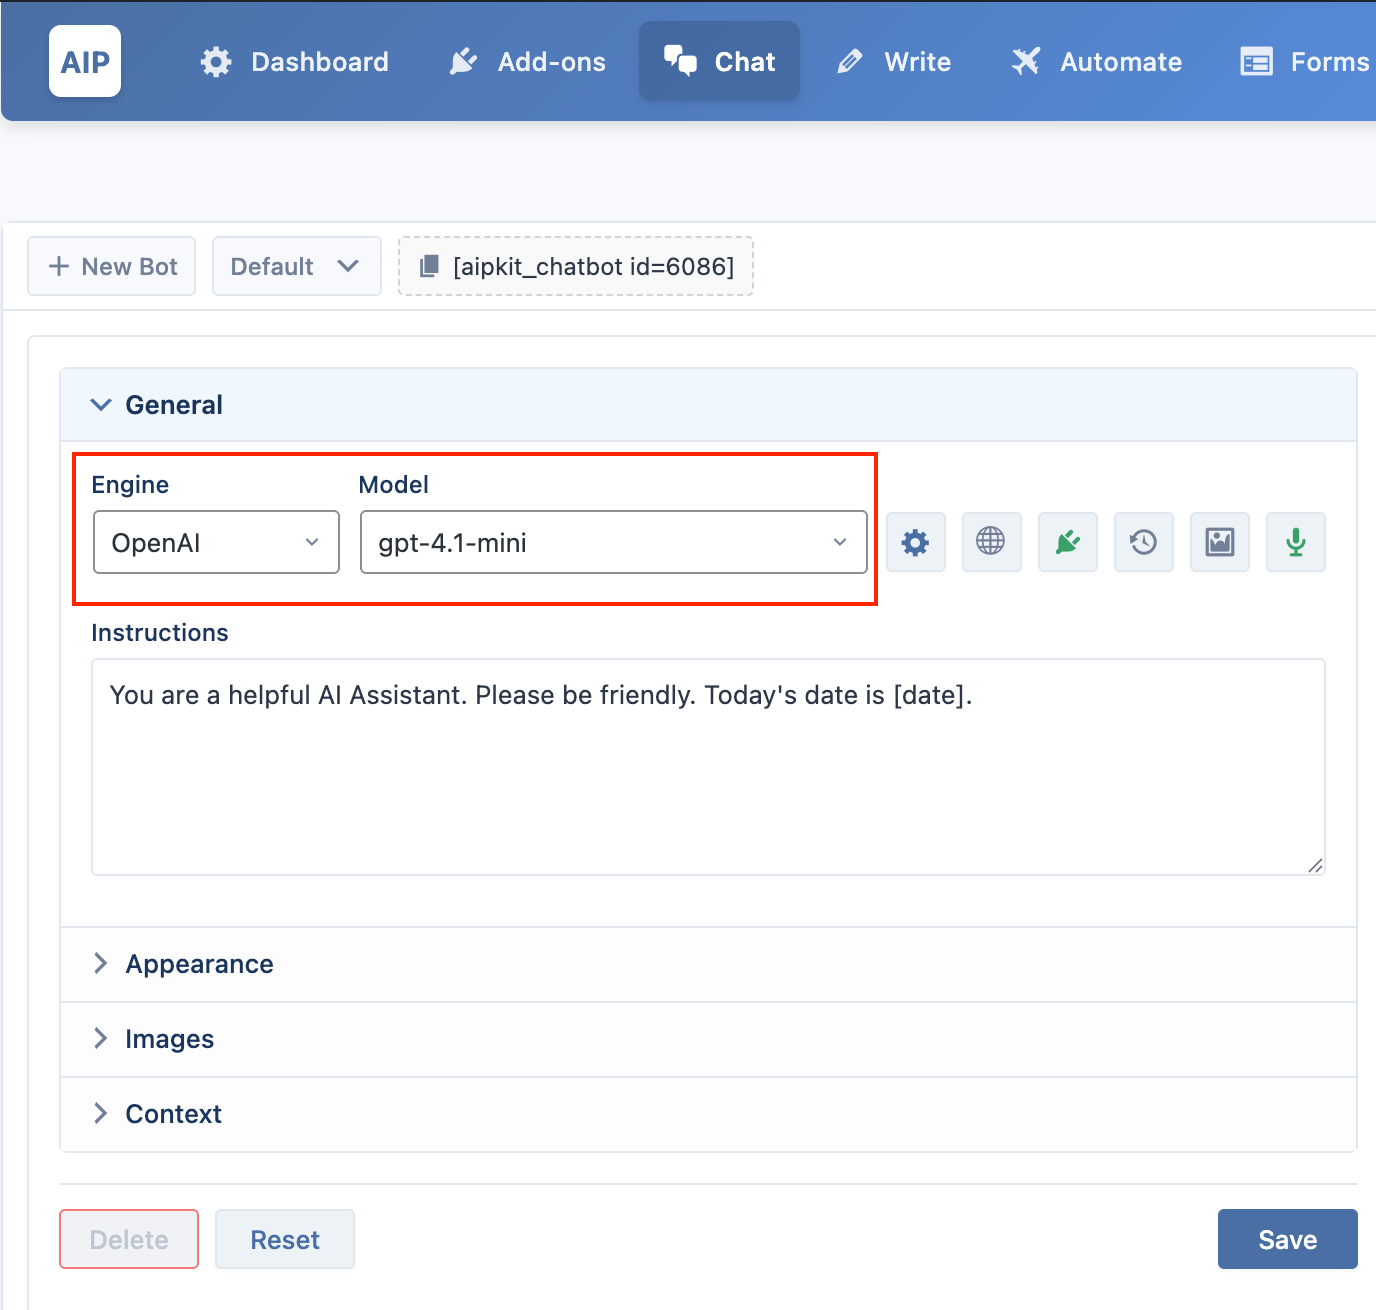 AIP Dashboard Add-ons Chat Write Automate Forms
New Bot Default [aipkit_chatbot id=6086]
General
Engine Model
OpenAI gpt-4.1-mini
Instructions
You are a helpful AI Assistant. Please be friendly. Today's date is [date].
Appearance
Images
Context
Delete Reset Save